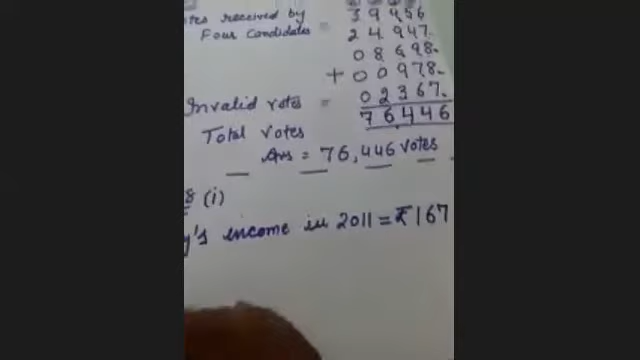 otes received by 39456
Four candidates = 24947
08698
+ 00978
Invalid votes = 02367
Total votes 76446
Ans = 76,446 votes
8 (i)
y's income in 2011 = ₹167